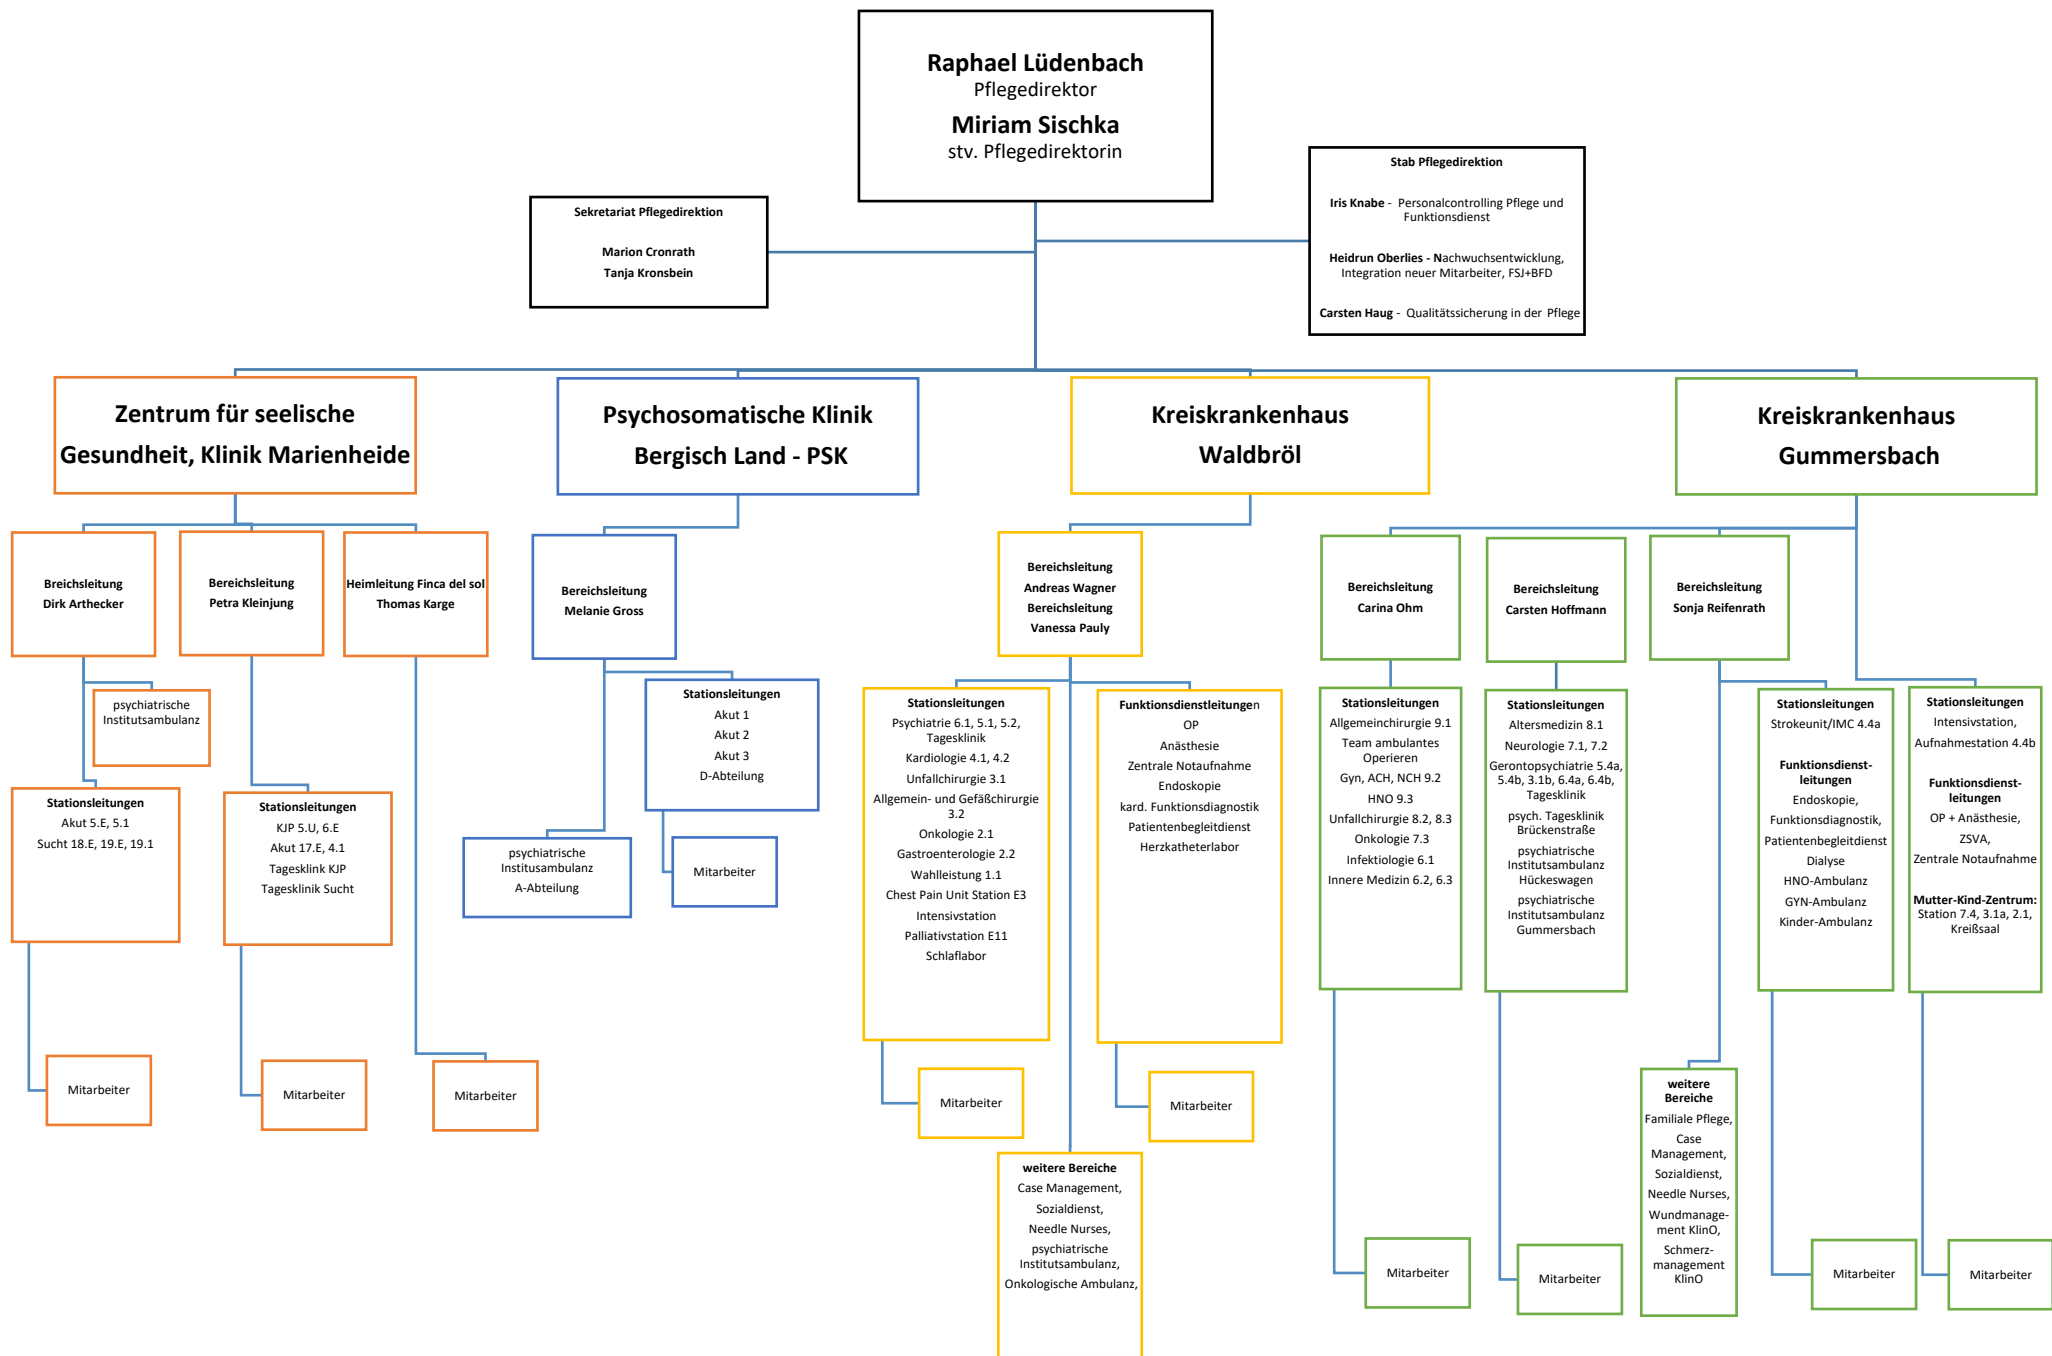 Raphael Lüdenbach
Pflegedirektor
Miriam Sischka
stv. Pflegedirektorin
Sekretariat Pflegedirektion
Marion Cronrath
Tanja Kronsbein
Stab Pflegedirektion
Iris Knabe - Personalcontrolling Pflege und
Funktionsdienst
Heidrun Oberlies - Nachwuchsentwicklung,
Integration neuer Mitarbeiter, FSJ+BFD
Carsten Haug - Qualitätssicherung in der Pflege
Zentrum für seelische
Gesundheit, Klinik Marienheide
Psychosomatische Klinik
Bergisch Land - PSK
Kreiskrankenhaus
Waldbröl
Kreiskrankenhaus
Gummersbach
Breichsleitung
Dirk Arthecker
Bereichsleitung
Petra Kleinjung
Heimleitung Finca del sol
Thomas Karge
Bereichsleitung
Melanie Gross
Bereichsleitung
Andreas Wagner
Bereichsleitung
Vanessa Pauly
Bereichsleitung
Carina Ohm
Bereichsleitung
Carsten Hoffmann
Bereichsleitung
Sonja Reifenrath
psychiatrische
Institutsambulanz
Stationsleitungen
Akut 5.E, 5.1
Sucht 18.E, 19.E, 19.1
Stationsleitungen
KJP 5.U, 6.E
Akut 17.E, 4.1
Tagesklink KJP
Tagesklinik Sucht
psychiatrische
Institusambulanz
A-Abteilung
Stationsleitungen
Akut 1
Akut 2
Akut 3
D-Abteilung
Mitarbeiter
Stationsleitungen
Psychiatrie 6.1, 5.1, 5.2,
Tagesklinik
Kardiologie 4.1, 4.2
Unfallchirurgie 3.1
Allgemein- und Gefäßchirurgie
3.2
Onkologie 2.1
Gastroenterologie 2.2
Wahlleistung 1.1
Chest Pain Unit Station E3
Intensivstation
Palliativstation E11
Schlaflabor
Funktionsdienstleitungen
OP
Anästhesie
Zentrale Notaufnahme
Endoskopie
kard. Funktionsdiagnostik
Patientenbegleitdienst
Herzkatheterlabor
Stationsleitungen
Allgemeinchirurgie 9.1
Team ambulantes
Operieren
Gyn, ACH, NCH 9.2
HNO 9.3
Unfallchirurgie 8.2, 8.3
Onkologie 7.3
Infektiologie 6.1
Innere Medizin 6.2, 6.3
Stationsleitungen
Altersmedizin 8.1
Neurologie 7.1, 7.2
Gerontopsychiatrie 5.4a,
5.4b, 3.1b, 6.4a, 6.4b,
Tagesklinik
psych. Tagesklinik
Brückenstraße
psychiatrische
Institutsambulanz
Hückeswagen
psychiatrische
Institutsambulanz
Gummersbach
Stationsleitungen
Strokeunit/IMC 4.4a
Funktionsdienst-
leitungen
Endoskopie,
Funktionsdiagnostik,
Patientenbegleitdienst
Dialyse
HNO-Ambulanz
GYN-Ambulanz
Kinder-Ambulanz
Stationsleitungen
Intensivstation,
Aufnahmestation 4.4b
Funktionsdienst-
leitungen
OP + Anästhesie,
ZSVA,
Zentrale Notaufnahme
Mutter-Kind-Zentrum:
Station 7.4, 3.1a, 2.1,
Kreißsaal
Mitarbeiter
Mitarbeiter
Mitarbeiter
Mitarbeiter
Mitarbeiter
weitere Bereiche
Case Management,
Sozialdienst,
Needle Nurses,
psychiatrische
Institutsambulanz,
Onkologische Ambulanz,
Mitarbeiter
Mitarbeiter
weitere
Bereiche
Familiale Pflege,
Case
Management,
Sozialdienst,
Needle Nurses,
Wundmanage-
ment KlinO,
Schmerz-
management
KlinO
Mitarbeiter
Mitarbeiter